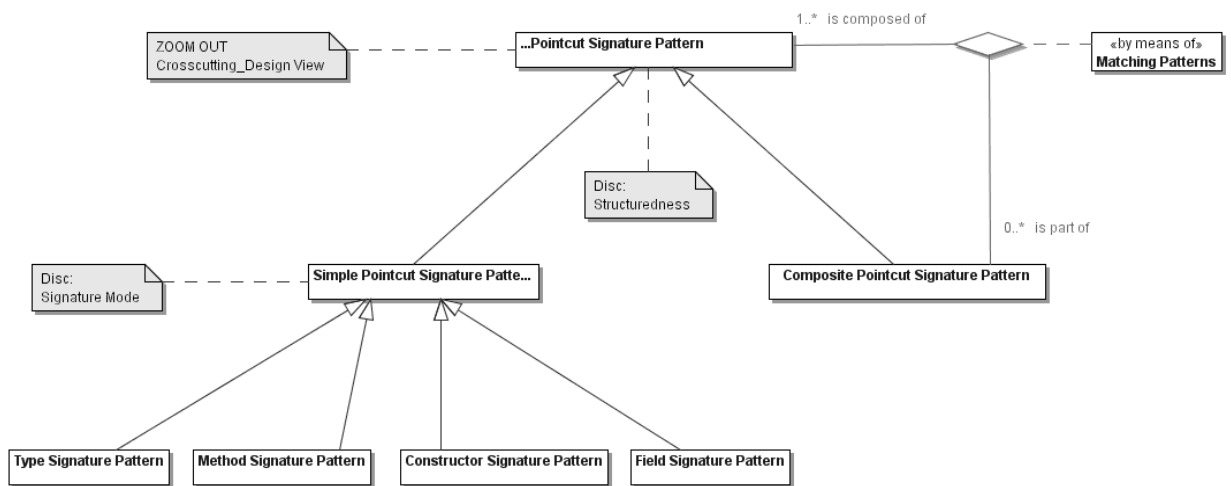 1..* is composed of
ZOOM OUT
Crosscutting_Design View
...Pointcut Signature Pattern
«by means of»
Matching Patterns
Disc:
Structuredness
0..* is part of
Disc:
Signature Mode
Simple Pointcut Signature Patte...
Composite Pointcut Signature Pattern
Type Signature Pattern
Method Signature Pattern
Constructor Signature Pattern
Field Signature Pattern